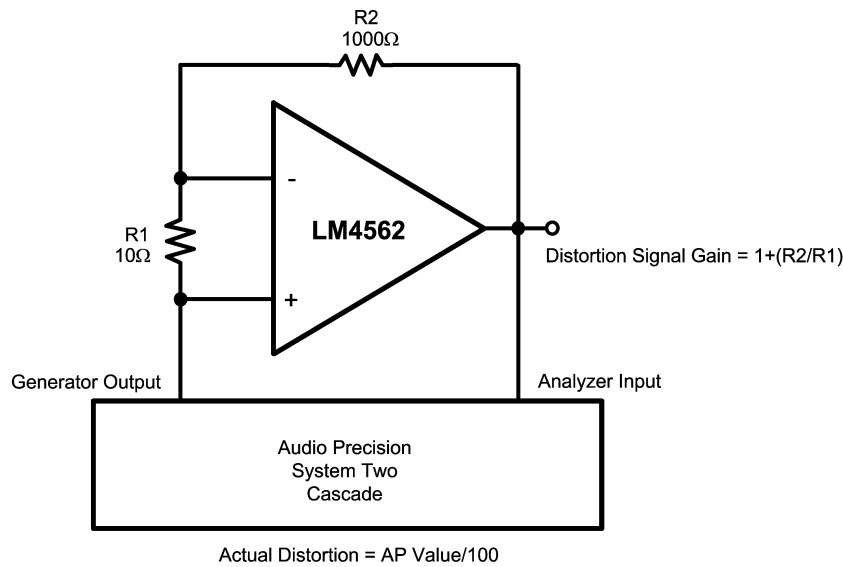 R2
1000Ω
-
R1
10Ω
LM4562
+
Distortion Signal Gain = 1+(R2/R1)
Generator Output
Analyzer Input
Audio Precision
System Two
Cascade
Actual Distortion = AP Value/100